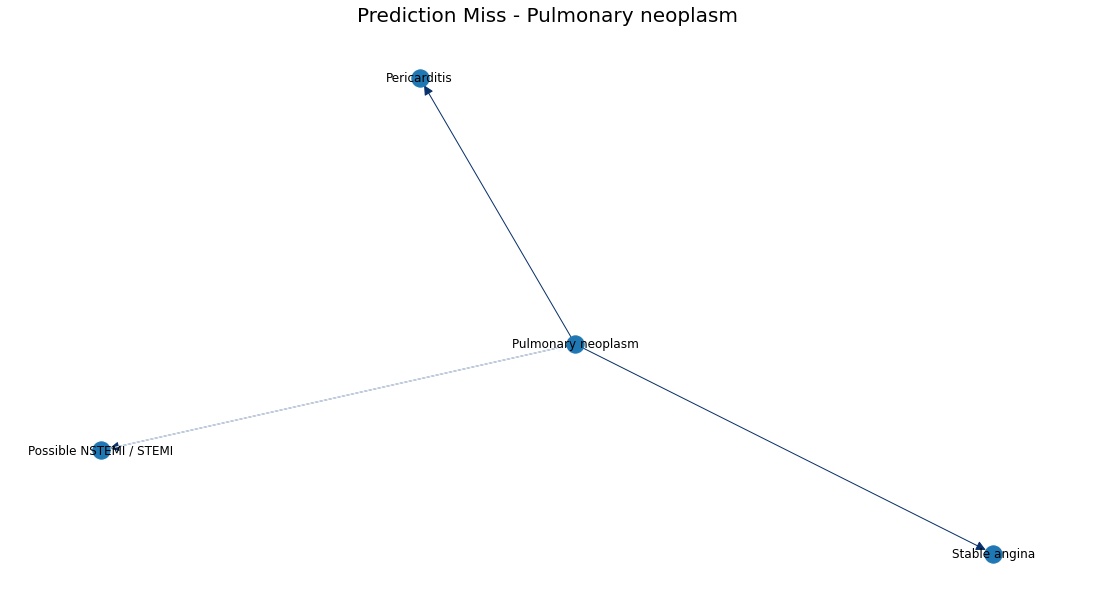 Prediction Miss - Pulmonary neoplasm
Pericarditis
Pulmonary neoplasm
Possible NSTEMI / STEMI
Stable angina